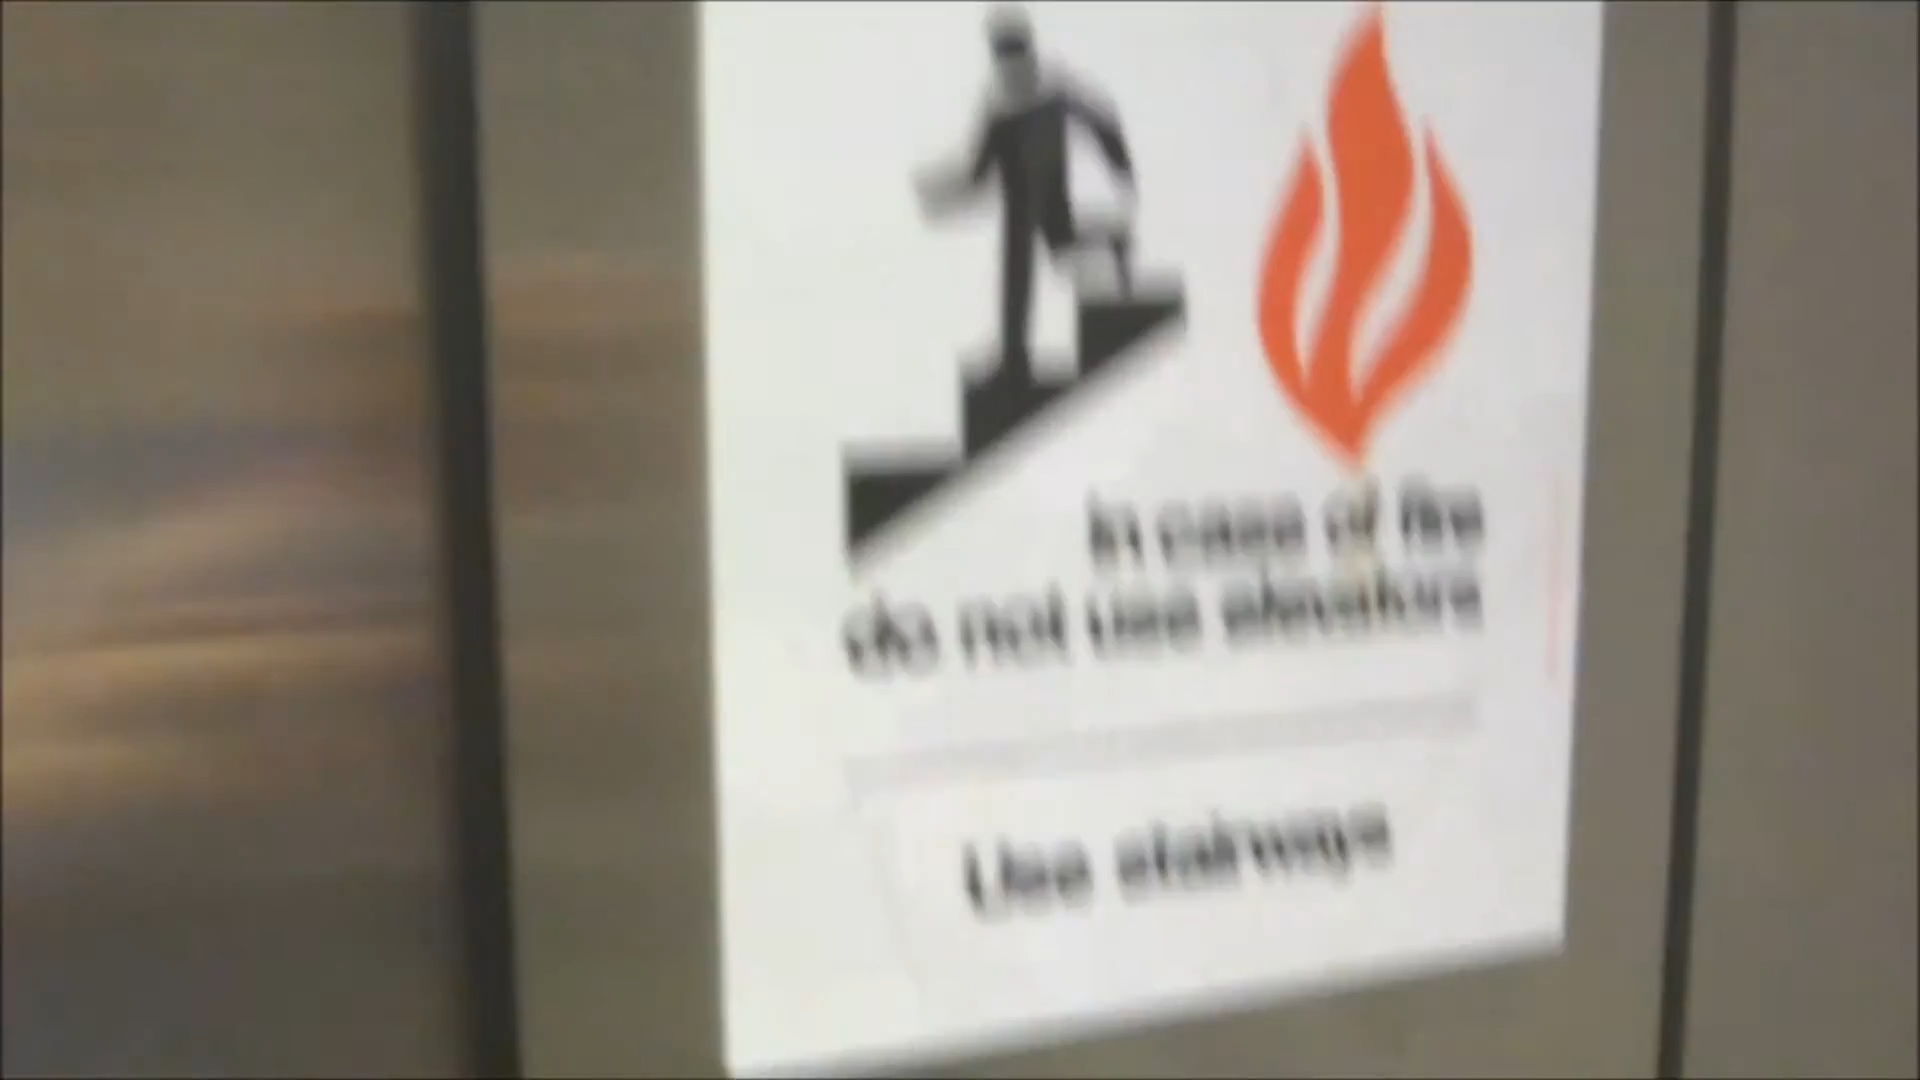 In case of fire
do not use elevators
Use stairways